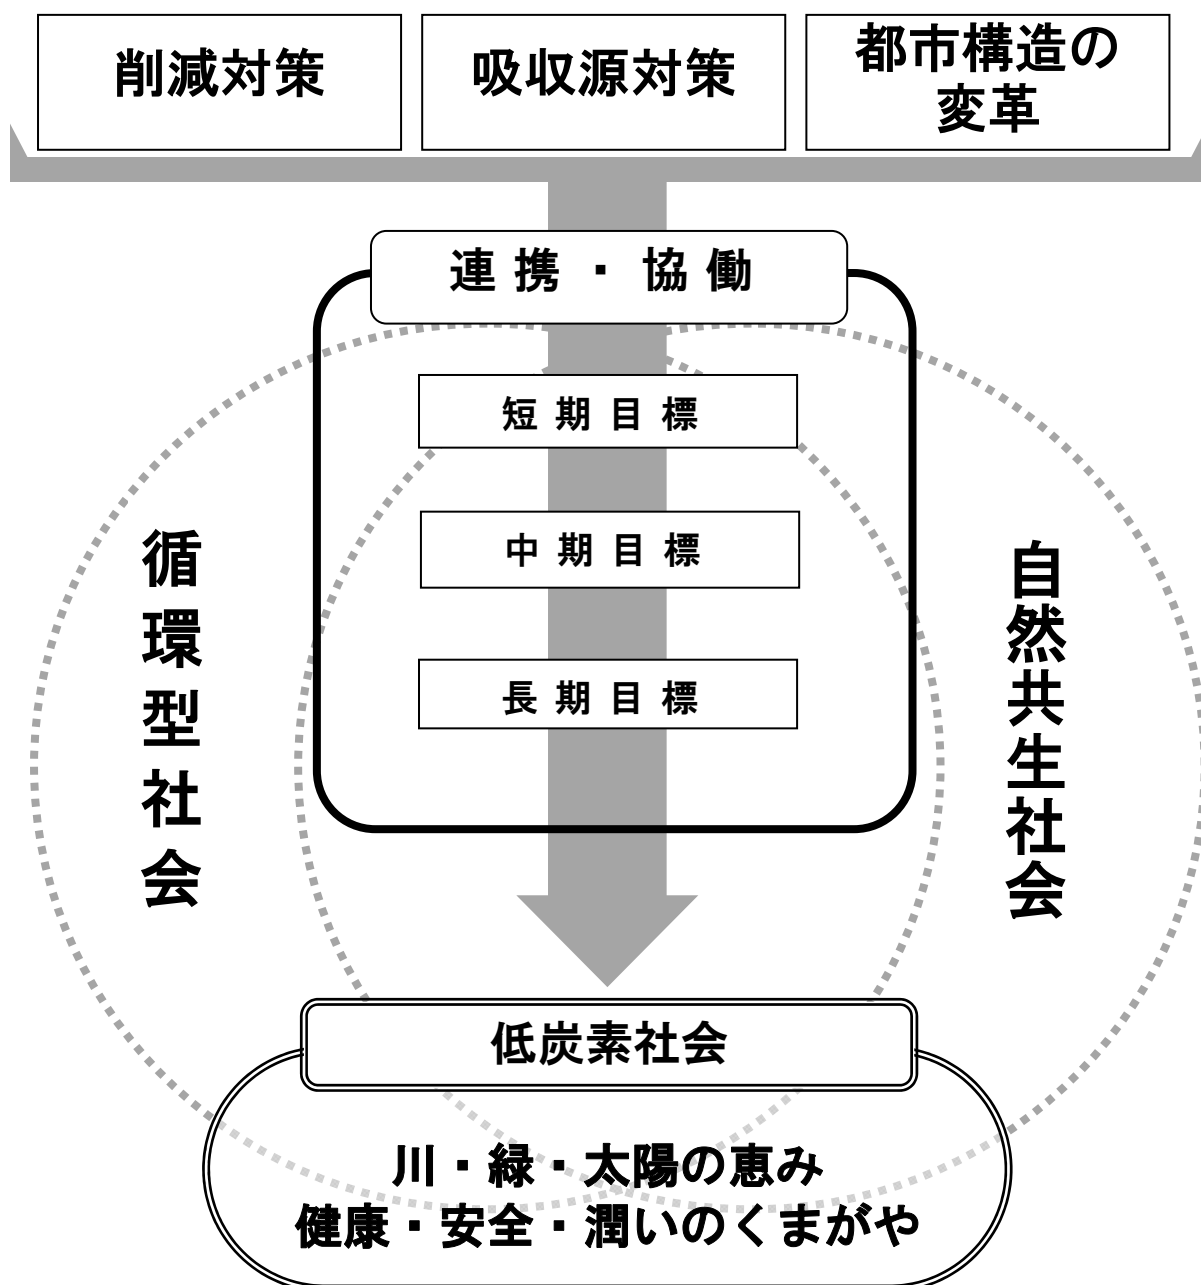 削減対策
吸収源対策
都市構造の
変革
連携・協働
短期目標
中期目標
長期目標
循環型社会
自然共生社会
低炭素社会
川・緑・太陽の恵み
健康・安全・潤いのくまがや